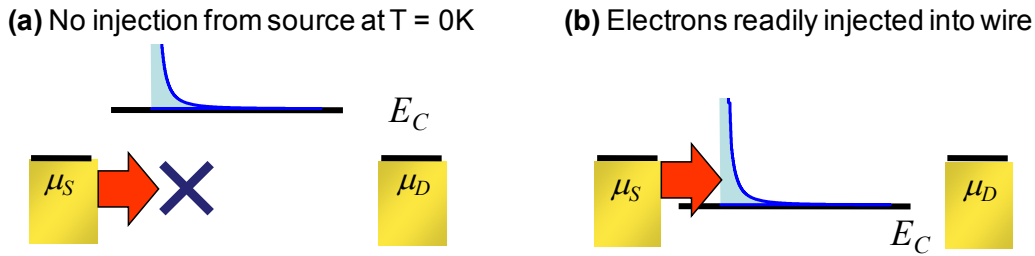 (a) No injection from source at T = 0K
(b) Electrons readily injected into wire
E_C
μ_S
μ_D
μ_S
μ_D
E_C